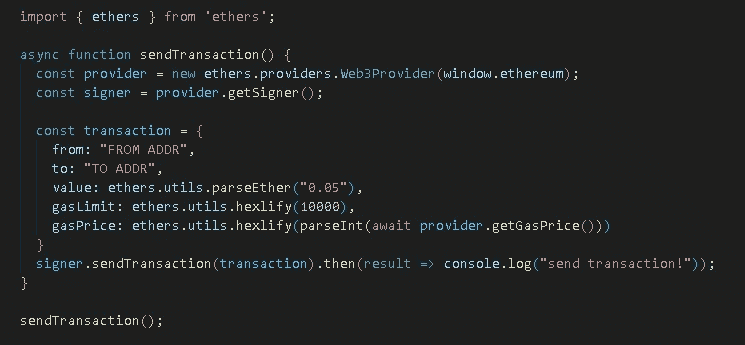 import { ethers } from 'ethers';
async function sendTransaction() {
const provider = new ethers.providers.Web3Provider(window.ethereum);
const signer = provider.getSigner();
const transaction = {
from: "FROM ADDR",
to: "TO ADDR",
value: ethers.utils.parseEther("0.05"),
gasLimit: ethers.utils.hexlify(10000),
gasPrice: ethers.utils.hexlify(parseInt(await provider.getGasPrice()))
}
signer.sendTransaction(transaction).then(result => console.log("send transaction!"));
}
sendTransaction();